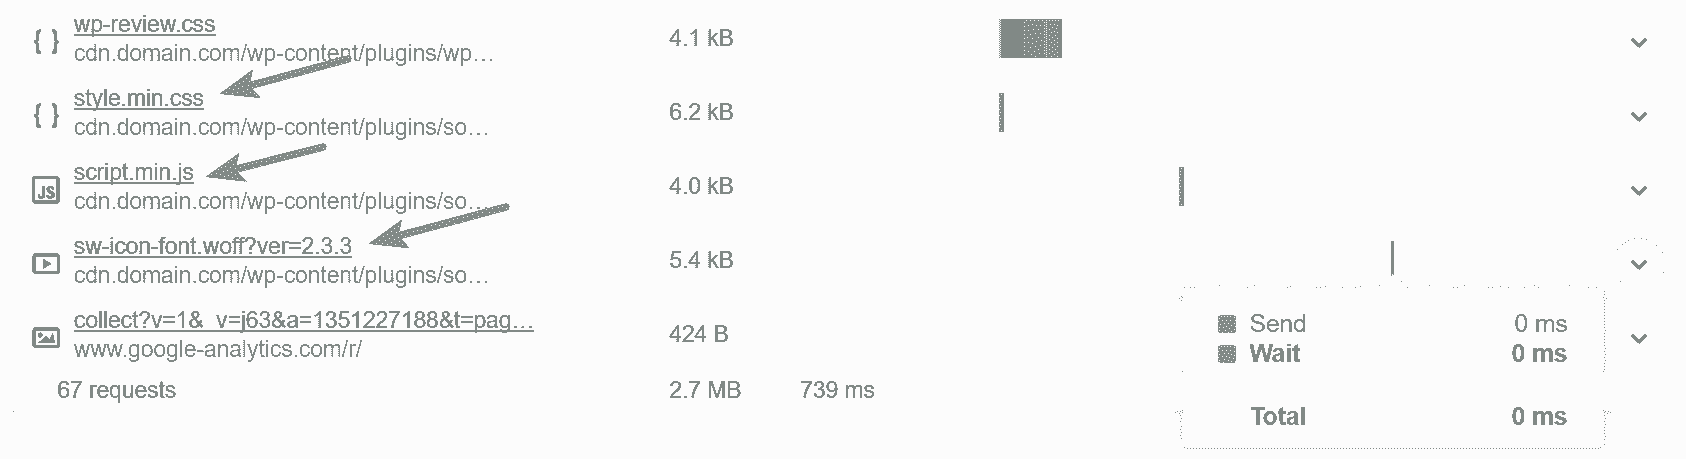 wp-review.css
cdn.domain.com/wp-content/plugins/wp…
4.1 kB
style.min.css
cdn.domain.com/wp-content/plugins/so…
6.2 kB
script.min.js
JS
cdn.domain.com/wp-content/plugins/so…
4.0 kB
sw-icon-font.woff?ver=2.3.3
cdn.domain.com/wp-content/plugins/so…
5.4 kB
collect?v=1&_v=j63&a=1351227188&t=pag…
www.google-analytics.com/r/
424 B
Send 0 ms
Wait 0 ms
67 requests 2.7 MB 739 ms
Total 0 ms